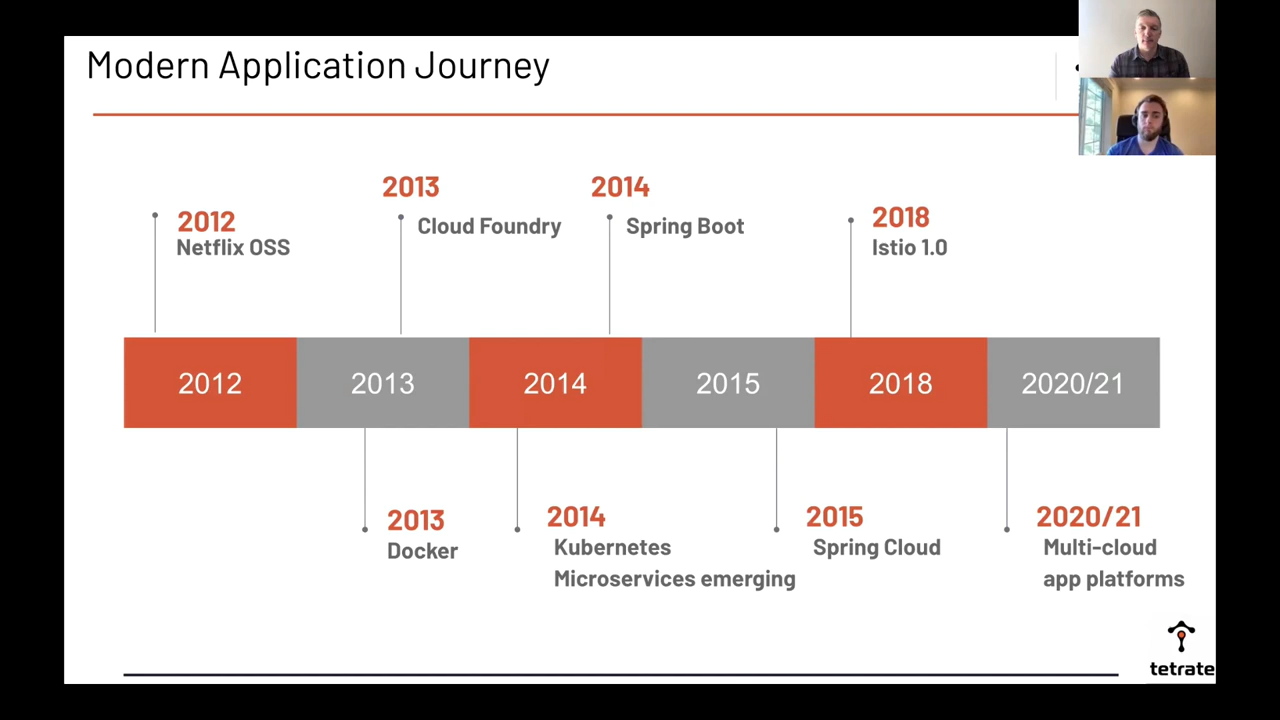 Modern Application Journey
2013
2014
2012
2018
Cloud Foundry
Spring Boot
Netflix OSS
Istio 1.0
2012
2013
2014
2015
2018
2020/21
2013
2014
2015
2020/21
Docker
Kubernetes
Spring Cloud
Multi-cloud
Microservices emerging
app platforms
tetrate